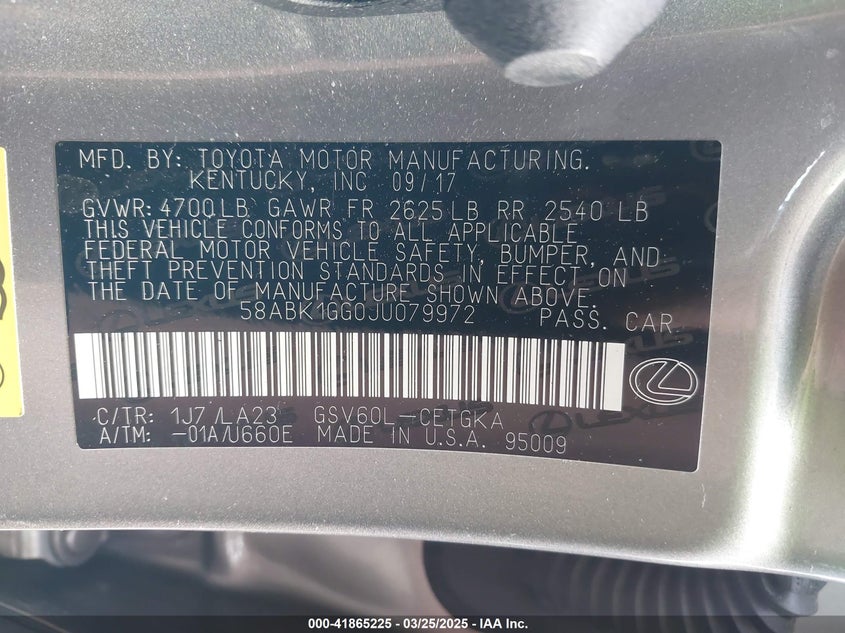 MFD. BY: TOYOTA MOTOR MANUFACTURING.
KENTUCKY, INC 09/17
GVWR: 4700 LB GAWR FR 2625 LB RR 2540 LB
THIS VEHICLE CONFORMS TO ALL APPLICABLE
FEDERAL MOTOR VEHICLE SAFETY, BUMPER, AND
THEFT PREVENTION STANDARDS IN EFFECT ON
THE DATE OF MANUFACTURE SHOWN ABOVE.
58ABK1GG0JU079972 PASS. CAR
C/TR: 1J7 /LA23 GSV60L-CETGKA
A/TM: -01A/U660E MADE IN U.S.A. 95009
000-41865225 - 03/25/2025 - IAA Inc.